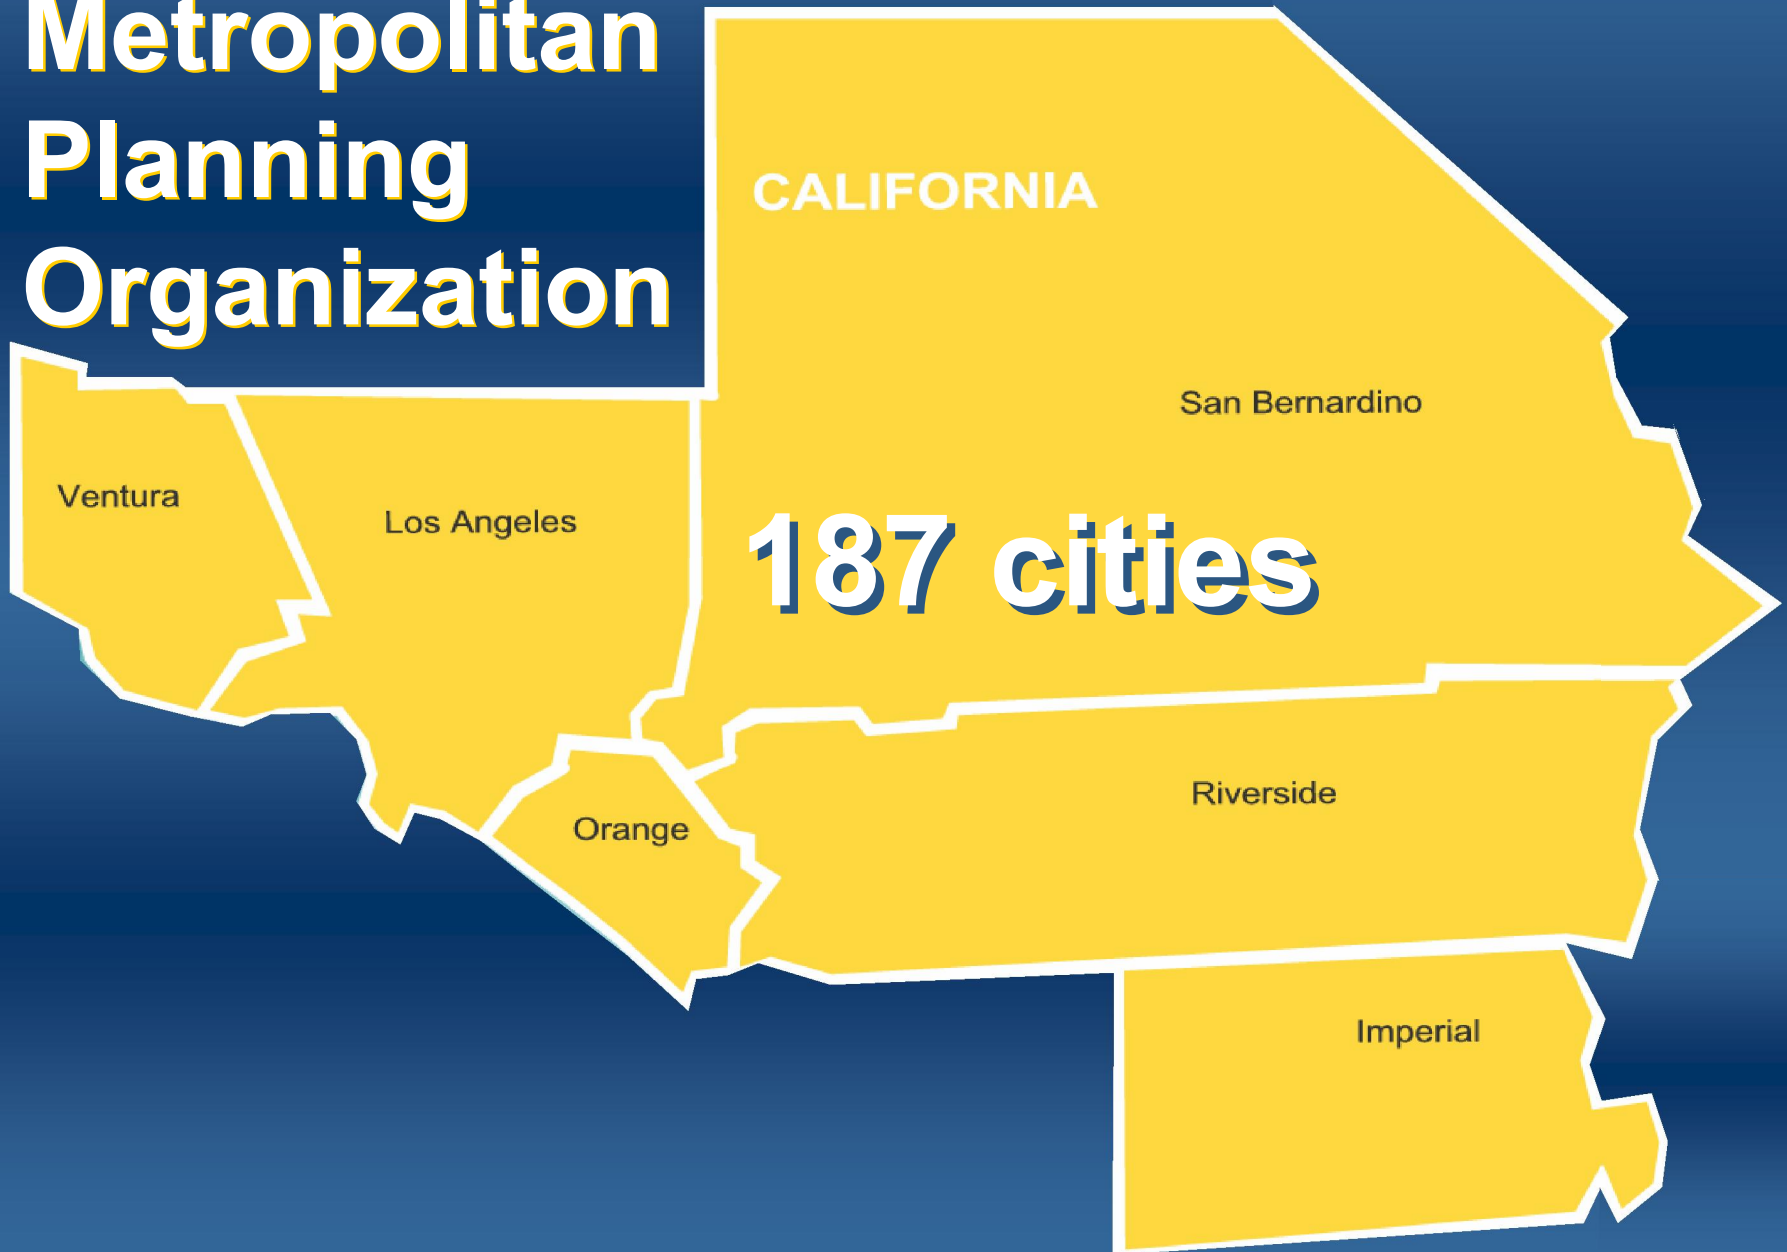 Metropolitan
Planning
Organization
CALIFORNIA
San Bernardino
Ventura
Los Angeles
187 cities
Riverside
Orange
Imperial